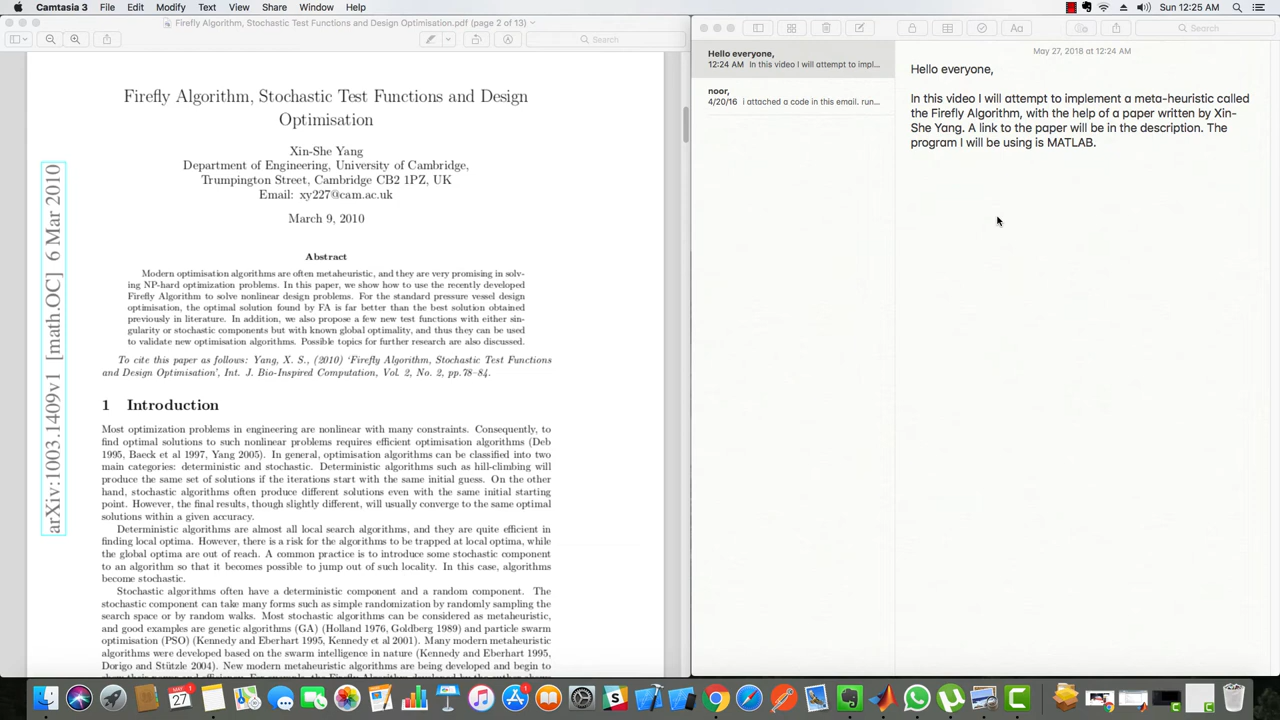 Camtasia 3 File Edit Modify Text View Share Window Help
Sun 12:25 AM
Firefly Algorithm, Stochastic Test Functions and Design Optimisation.pdf (page 2 of 13)
Search
Firefly Algorithm, Stochastic Test Functions and Design
Optimisation
Xin-She Yang
Department of Engineering, University of Cambridge,
Trumpington Street, Cambridge CB2 1PZ, UK
Email: xy227@cam.ac.uk
March 9, 2010
Abstract
Modern optimisation algorithms are often metaheuristic, and they are very promising in solv-
ing NP-hard optimization problems. In this paper, we show how to use the recently developed
Firefly Algorithm to solve nonlinear design problems. For the standard pressure vessel design
optimisation, the optimal solution found by FA is far better than the best solution obtained
previously in literature. In addition, we also propose a few new test functions with either sin-
gularity or stochastic components but with known global optimality, and thus they can be used
to validate new optimisation algorithms. Possible topics for further research are also discussed.
To cite this paper as follows: Yang, X. S., (2010) ‘Firefly Algorithm, Stochastic Test Functions
and Design Optimisation’, Int. J. Bio-Inspired Computation, Vol. 2, No. 2, pp.78–84.
1 Introduction
Most optimization problems in engineering are nonlinear with many constraints. Consequently, to
find optimal solutions to such nonlinear problems requires efficient optimisation algorithms (Deb
1995, Baeck et al 1997, Yang 2005). In general, optimisation algorithms can be classified into two
main categories: deterministic and stochastic. Deterministic algorithms such as hill-climbing will
produce the same set of solutions if the iterations start with the same initial guess. On the other
hand, stochastic algorithms often produce different solutions even with the same initial starting
point. However, the final results, though slightly different, will usually converge to the same optimal
solutions within a given accuracy.
Deterministic algorithms are almost all local search algorithms, and they are quite efficient in
finding local optima. However, there is a risk for the algorithms to be trapped at local optima, while
the global optima are out of reach. A common practice is to introduce some stochastic component
to an algorithm so that it becomes possible to jump out of such locality. In this case, algorithms
become stochastic.
Stochastic algorithms often have a deterministic component and a random component. The
stochastic component can take many forms such as simple randomization by randomly sampling the
search space or by random walks. Most stochastic algorithms can be considered as metaheuristic,
and good examples are genetic algorithms (GA) (Holland 1976, Goldberg 1989) and particle swarm
optimisation (PSO) (Kennedy and Eberhart 1995, Kennedy et al 2001). Many modern metaheuristic
algorithms were developed based on the swarm intelligence in nature (Kennedy and Eberhart 1995,
Dorigo and Stützle 2004). New modern metaheuristic algorithms are being developed and begin to
arXiv:1003.1409v1 [math.OC] 6 Mar 2010
Aa
Search
Hello everyone,
12:24 AM In this video I will attempt to impl...
noor,
4/20/16 i attached a code in this email. run...
May 27, 2018 at 12:24 AM
Hello everyone,
In this video I will attempt to implement a meta-heuristic called
the Firefly Algorithm, with the help of a paper written by Xin-
She Yang. A link to the paper will be in the description. The
program I will be using is MATLAB.